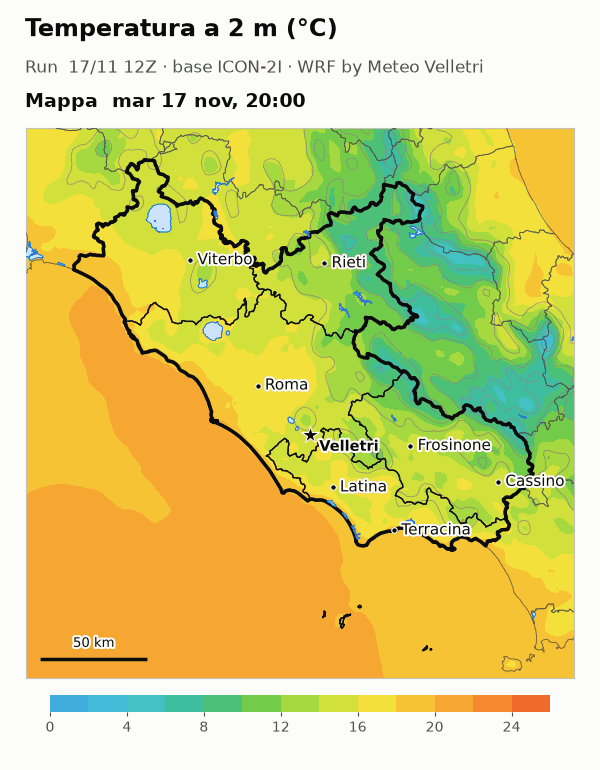 Temperatura a 2 m (°C)
Run  17/11 12Z · base ICON-2I · WRF by Meteo Velletri
Mappa  mar 17 nov, 20:00
Viterbo
Rieti
Roma
Velletri
Frosinone
Cassino
Latina
Terracina
50 km
0 4 8 12 16 20 24